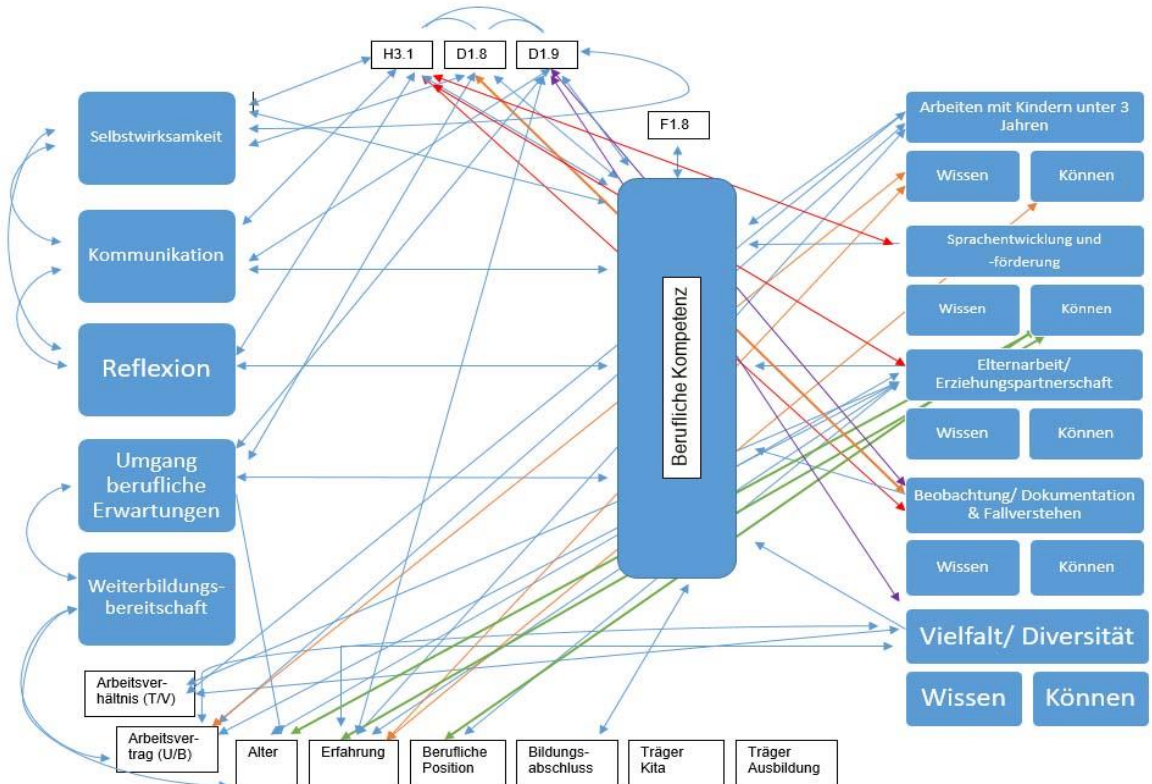 H3.1
D1.8
D1.9
F1.8
Selbstwirksamkeit
Kommunikation
Reflexion
Umgang
berufliche
Erwartungen
Weiterbildungs-
bereitschaft
Berufliche Kompetenz
Arbeiten mit Kindern unter 3
Jahren
Wissen
Können
Sprachentwicklung und
-förderung
Wissen
Können
Elternarbeit/
Erziehungspartnerschaft
Wissen
Können
Beobachtung/ Dokumentation
& Fallverstehen
Wissen
Können
Vielfalt/ Diversität
Wissen
Können
Arbeitsver-
hältnis (T/V)
Arbeitsver-
trag (U/B)
Alter
Erfahrung
Berufliche
Position
Bildungs-
abschluss
Träger
Kita
Träger
Ausbildung